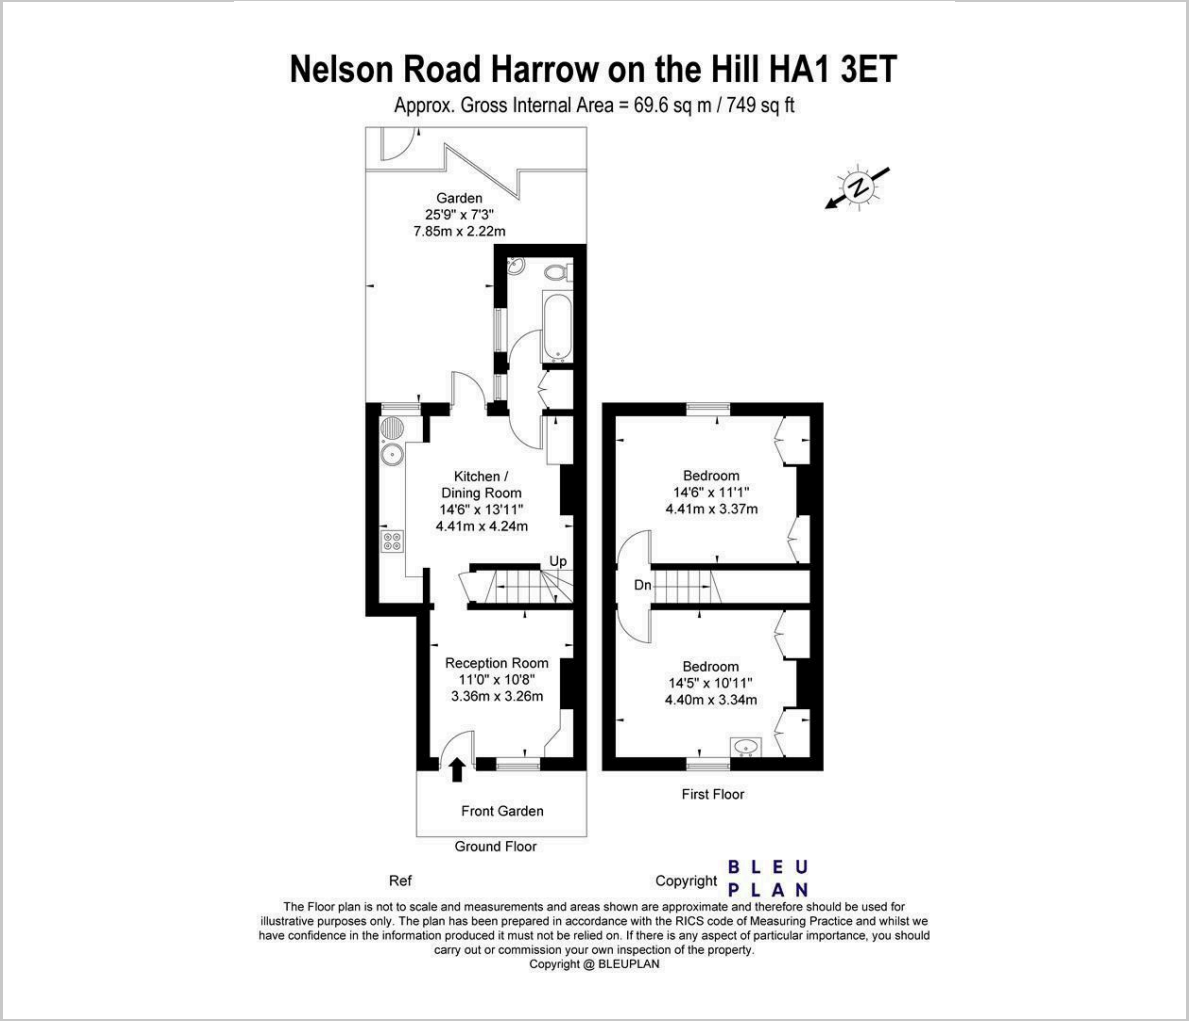 Nelson Road Harrow on the Hill HA1 3ET
Approx. Gross Internal Area = 69.6 sq m / 749 sq ft
N
Garden
25'9" x 7'3"
7.85m x 2.22m
Kitchen /
Dining Room
14'6" x 13'11"
4.41m x 4.24m
Up
Reception Room
11'0" x 10'8"
3.36m x 3.26m
Front Garden
Ground Floor
Bedroom
14'6" x 11'1"
4.41m x 3.37m
Dn
Bedroom
14'5" x 10'11"
4.40m x 3.34m
First Floor
Ref
Copyright
BLEU
PLAN
The Floor plan is not to scale and measurements and areas shown are approximate and therefore should be used for
illustrative purposes only. The plan has been prepared in accordance with the RICS code of Measuring Practice and whilst we
have confidence in the information produced it must not be relied on. If there is any aspect of particular importance, you should
carry out or commission your own inspection of the property.
Copyright @ BLEUPLAN